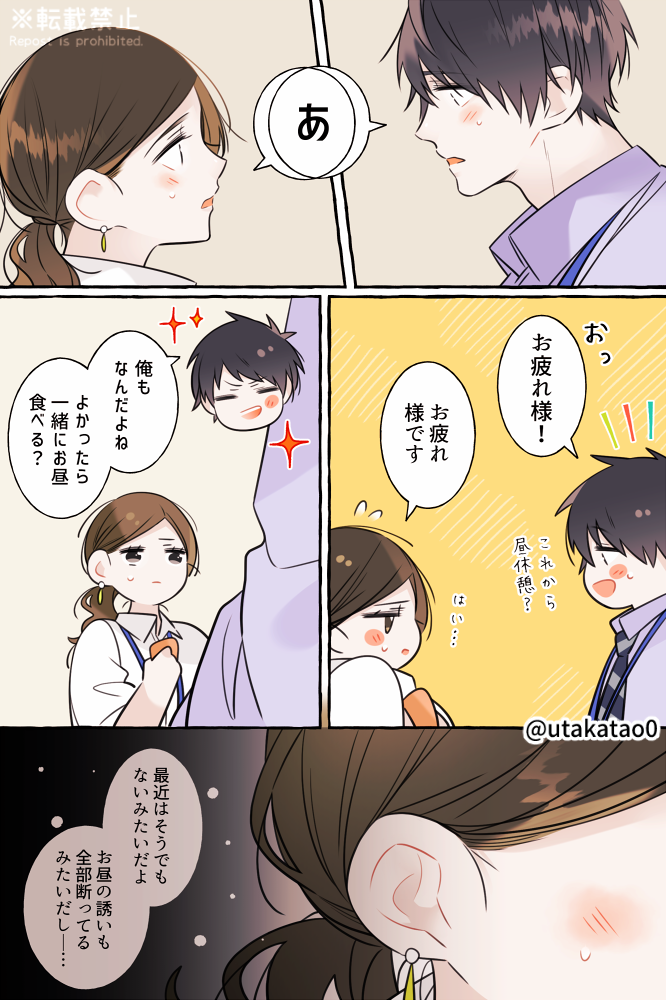 ※転載禁止
Report is prohibited.
あ
おっ
お疲れ様!
お疲れ
様です
これから
昼休憩?
はい…
俺も
なんだよね
よかったら
一緒にお昼
食べる?
@utakatao0
最近はそうでも
ないみたいだよ
お昼の誘いも
全部断ってる
みたいだし―…